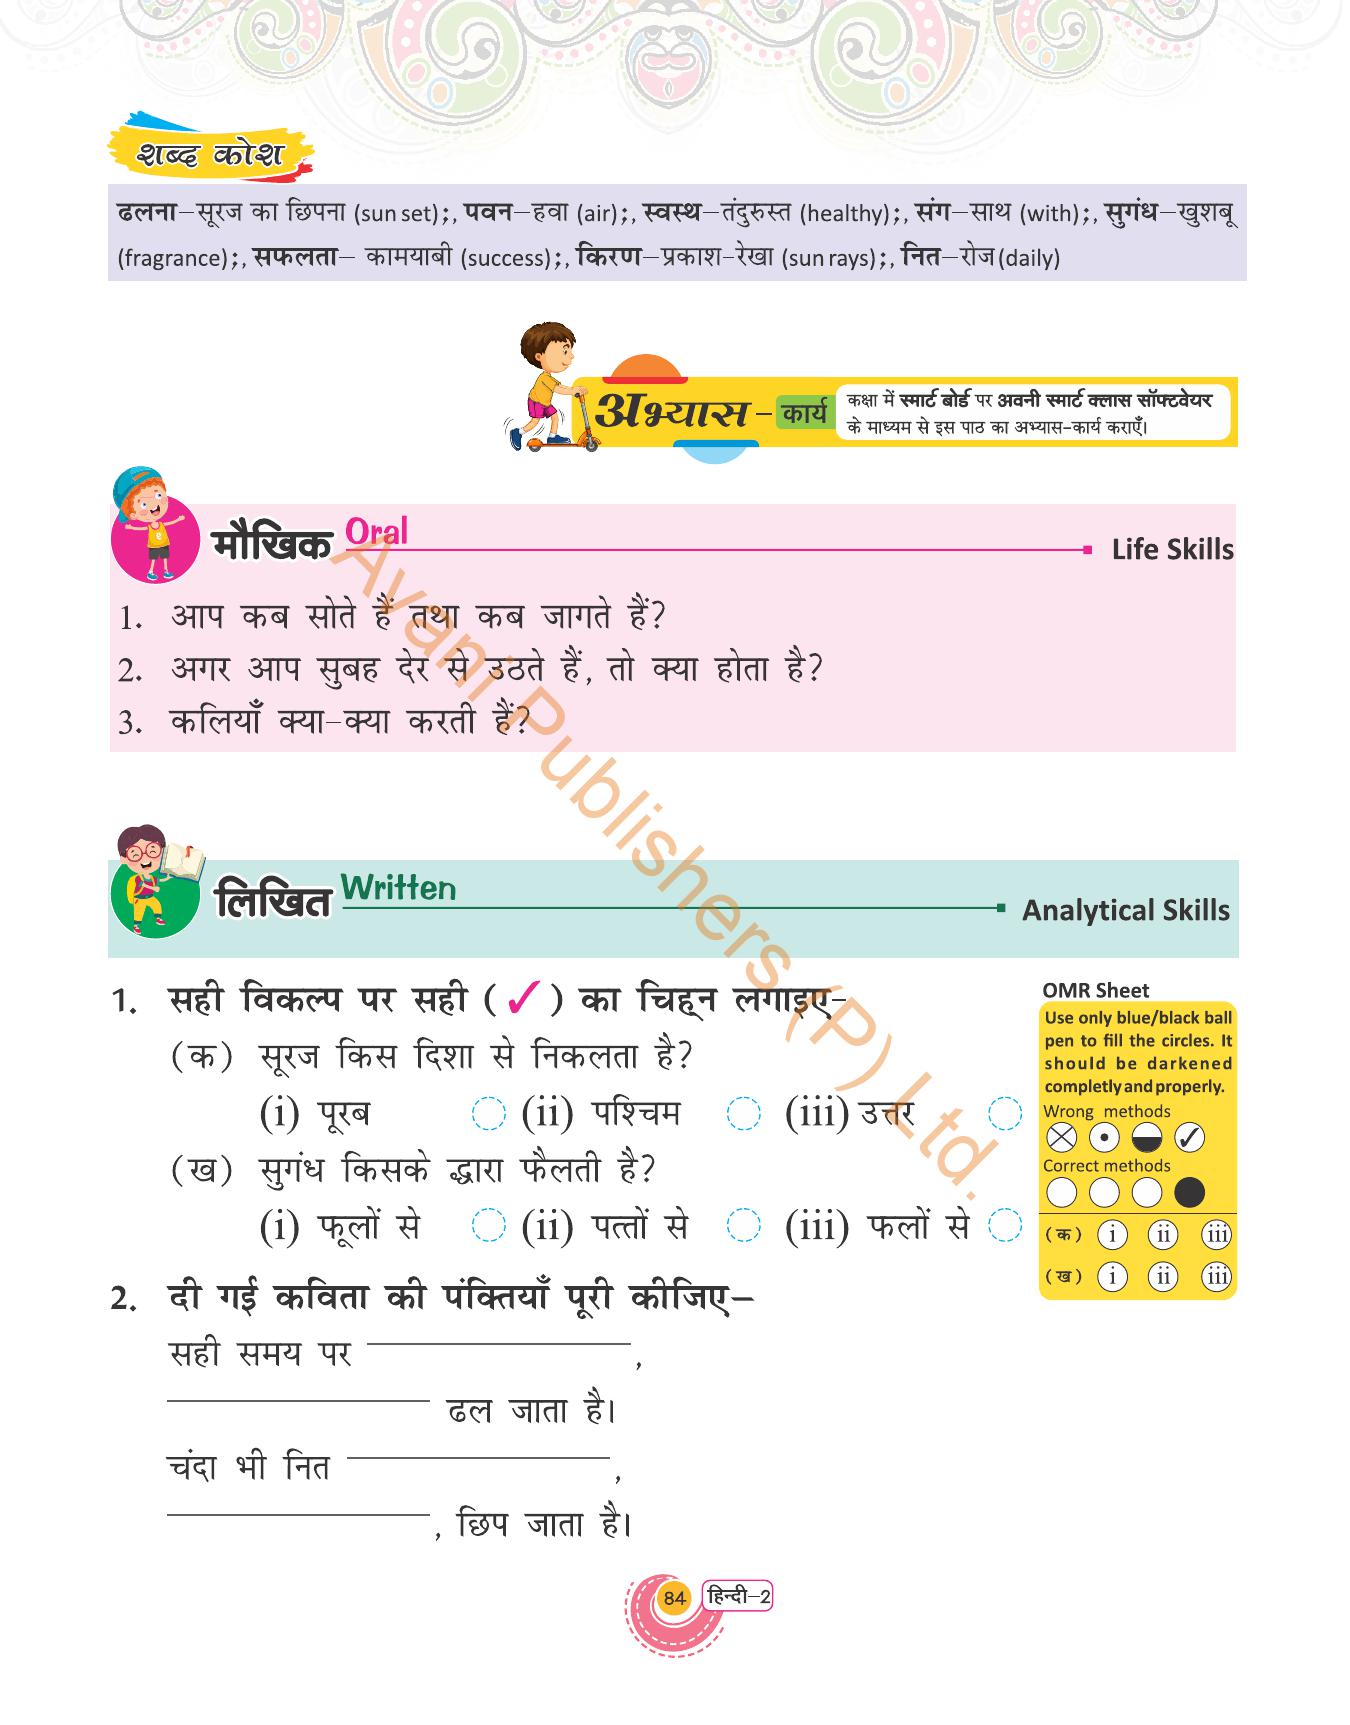 शब्द कोश
ढलना–सूरज का छिपना (sun set);, पवन–हवा (air);, स्वस्थ–तंदुरुस्त (healthy);, संग–साथ (with);, सुगंध–खुशबू
(fragrance);, सफलता– कामयाबी (success);, किरण–प्रकाश-रेखा (sun rays);, नित–रोज (daily)
अभ्यास – कार्य
कक्षा में स्मार्ट बोर्ड पर अवनी स्मार्ट क्लास सॉफ्टवेयर
के माध्यम से इस पाठ का अभ्यास-कार्य कराएँ।
मौखिक Oral Life Skills
1. आप कब सोते हैं तथा कब जागते हैं?
2. अगर आप सुबह देर से उठते हैं, तो क्या होता है?
3. कलियाँ क्या–क्या करती हैं?
लिखित Written Analytical Skills
1. सही विकल्प पर सही (✓) का चिह्न लगाइए–
(क) सूरज किस दिशा से निकलता है?
(i) पूरब (ii) पश्चिम (iii) उत्तर
(ख) सुगंध किसके द्धारा फैलती है?
(i) फूलों से (ii) पत्तों से (iii) फलों से
2. दी गई कविता की पंक्तियाँ पूरी कीजिए–
सही समय पर ,
ढल जाता है।
चंदा भी नित ,
, छिप जाता है।
OMR Sheet
Use only blue/black ball
pen to fill the circles. It
should be darkened
completly and properly.
Wrong methods
Correct methods
(क) i ii iii
(ख) i ii iii
84 हिन्दी–2
Avani Publishers (P) Ltd.